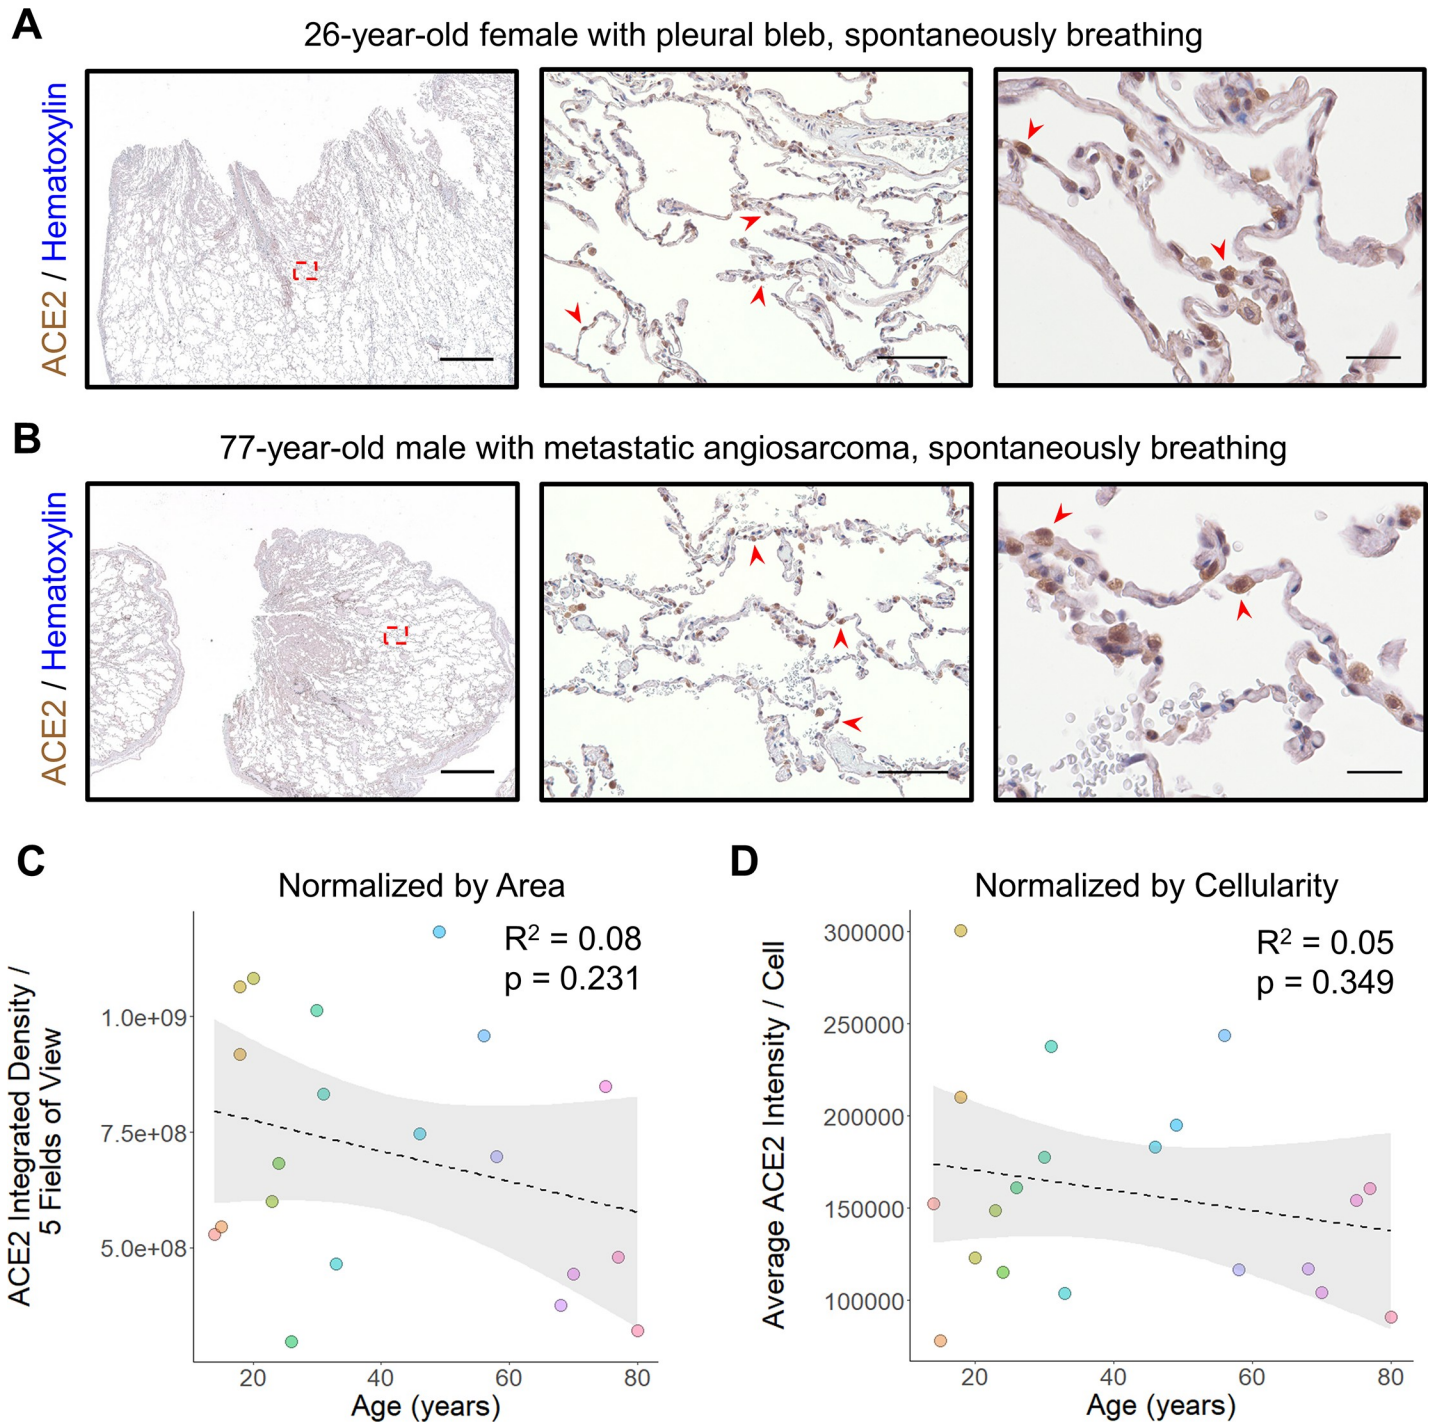 A
26-year-old female with pleural bleb, spontaneously breathing
ACE2 / Hematoxylin
B
77-year-old male with metastatic angiosarcoma, spontaneously breathing
ACE2 / Hematoxylin
C
Normalized by Area
R² = 0.08
p = 0.231
ACE2 Integrated Density /
5 Fields of View
1.0e+09
7.5e+08
5.0e+08
20 40 60 80
Age (years)
D
Normalized by Cellularity
R² = 0.05
p = 0.349
Average ACE2 Intensity / Cell
300000
250000
200000
150000
100000
20 40 60 80
Age (years)